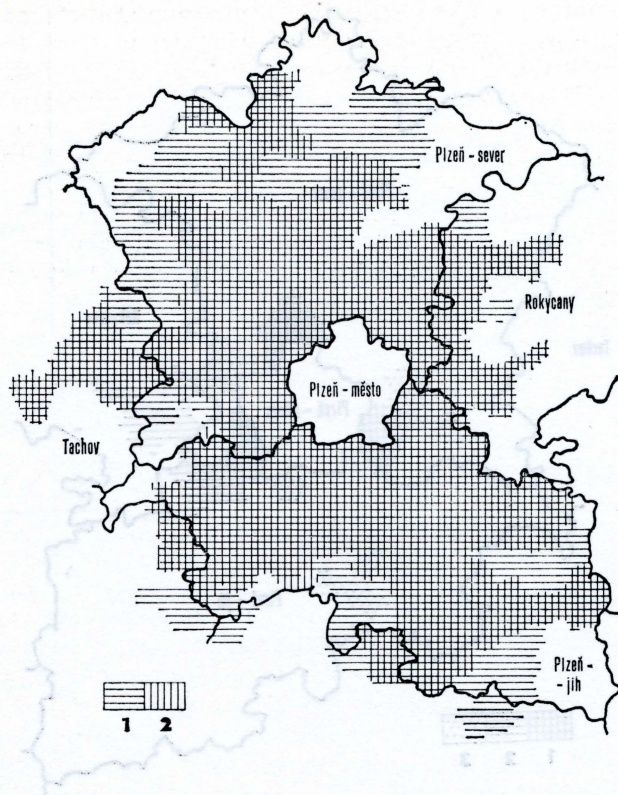 Plzeň - sever
Rokycany
Plzeň - město
Tachov
Plzeň -
- jih
1 2